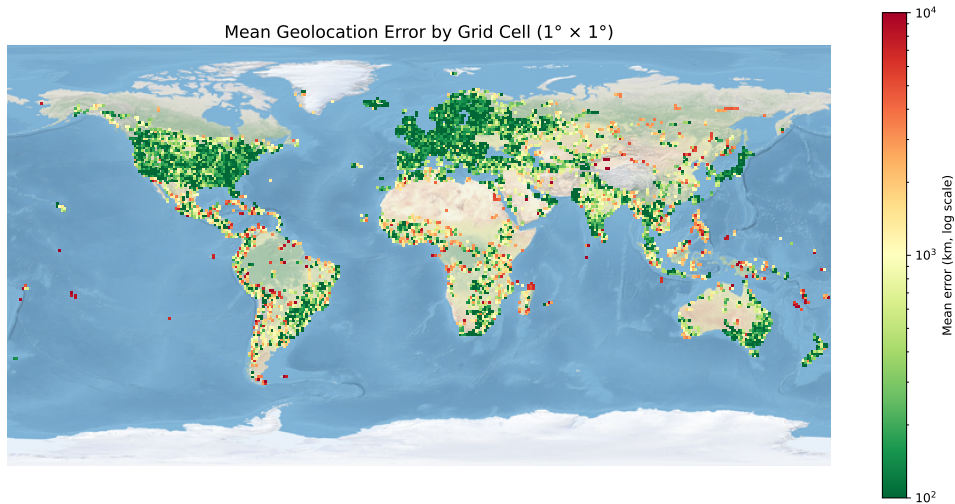 Mean Geolocation Error by Grid Cell (1° × 1°)
10⁴
10³
10²
Mean error (km, log scale)